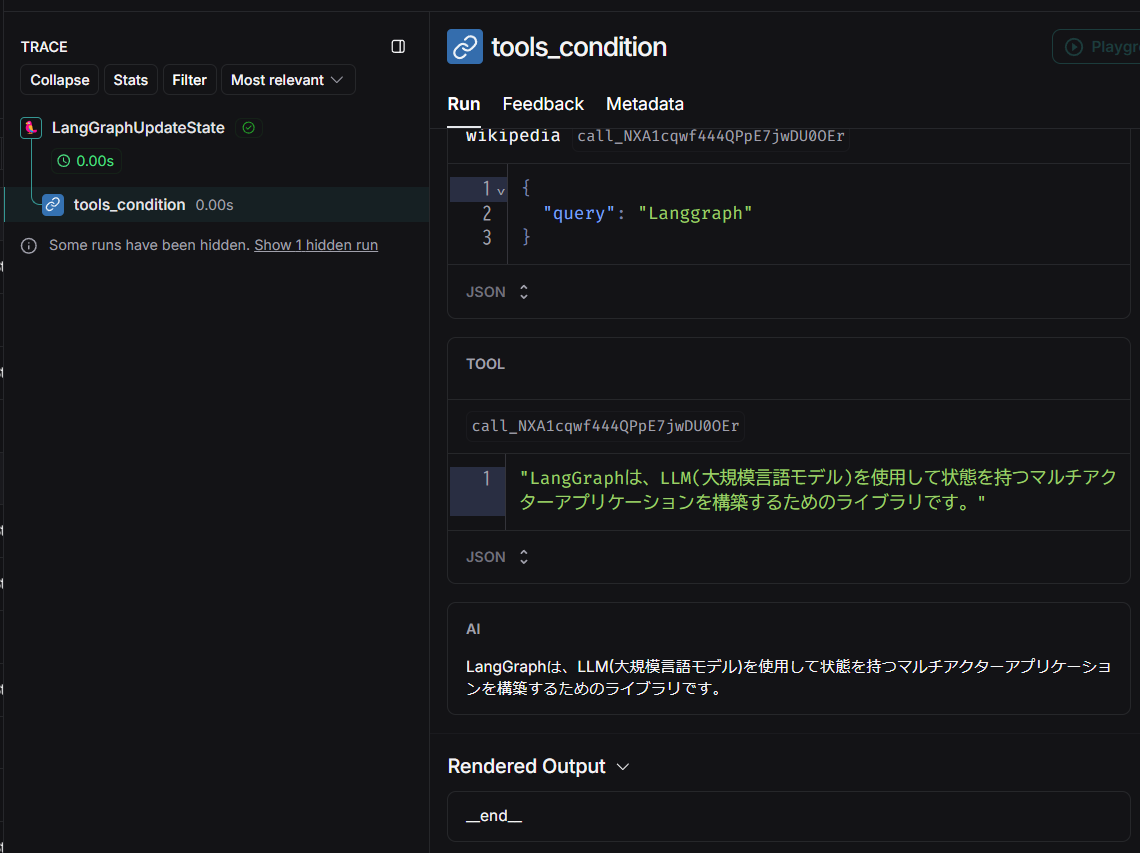 TRACE
Collapse Stats Filter Most relevant
LangGraphUpdateState
0.00s
tools_condition 0.00s
Some runs have been hidden. Show 1 hidden run
tools_condition
Run Feedback Metadata
wikipedia call_NXA1cqwf444QPpE7jwDU0OEr
1 {
2 "query": "Langgraph"
3 }
JSON
TOOL
call_NXA1cqwf444QPpE7jwDU0OEr
1 "LangGraphは、LLM(大規模言語モデル)を使用して状態を持つマルチアク
ターアプリケーションを構築するためのライブラリです。"
JSON
AI
LangGraphは、LLM(大規模言語モデル)を使用して状態を持つマルチアクターアプリケーショ
ンを構築するためのライブラリです。
Rendered Output
__end__